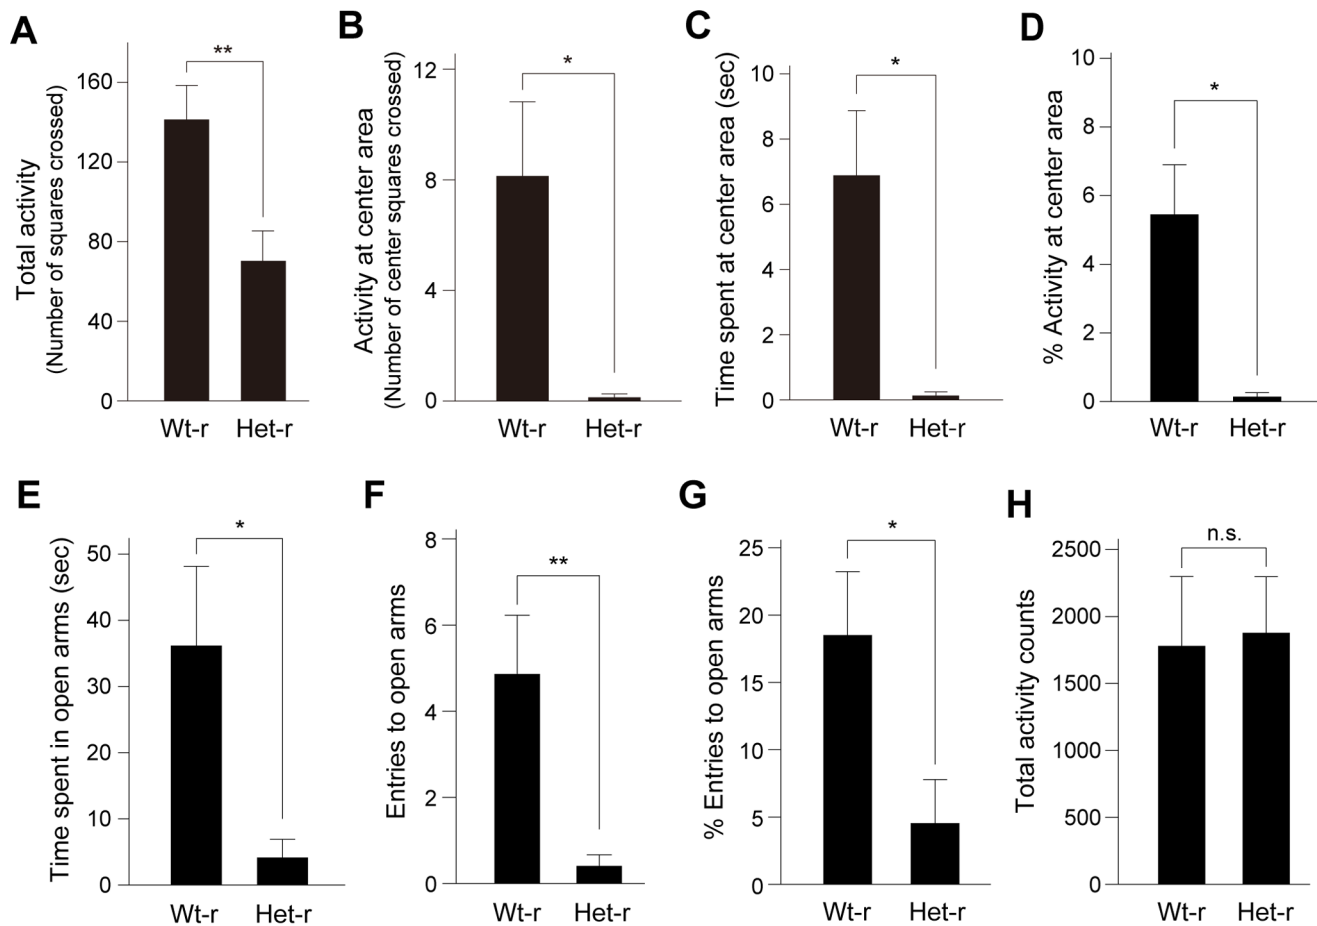 A
Total activity
(Number of squares crossed)
160
120
80
40
0
**
Wt-r Het-r
B
Activity at center area
(Number of center squares crossed)
12
8
4
0
*
Wt-r Het-r
C
Time spent at center area (sec)
10
8
6
4
2
0
*
Wt-r Het-r
D
% Activity at center area
10
8
6
4
2
0
*
Wt-r Het-r
E
Time spent in open arms (sec)
50
40
30
20
10
0
*
Wt-r Het-r
F
Entries to open arms
8
6
4
2
0
**
Wt-r Het-r
G
% Entries to open arms
25
20
15
10
5
0
*
Wt-r Het-r
H
Total activity counts
2500
2000
1500
1000
500
0
n.s.
Wt-r Het-r